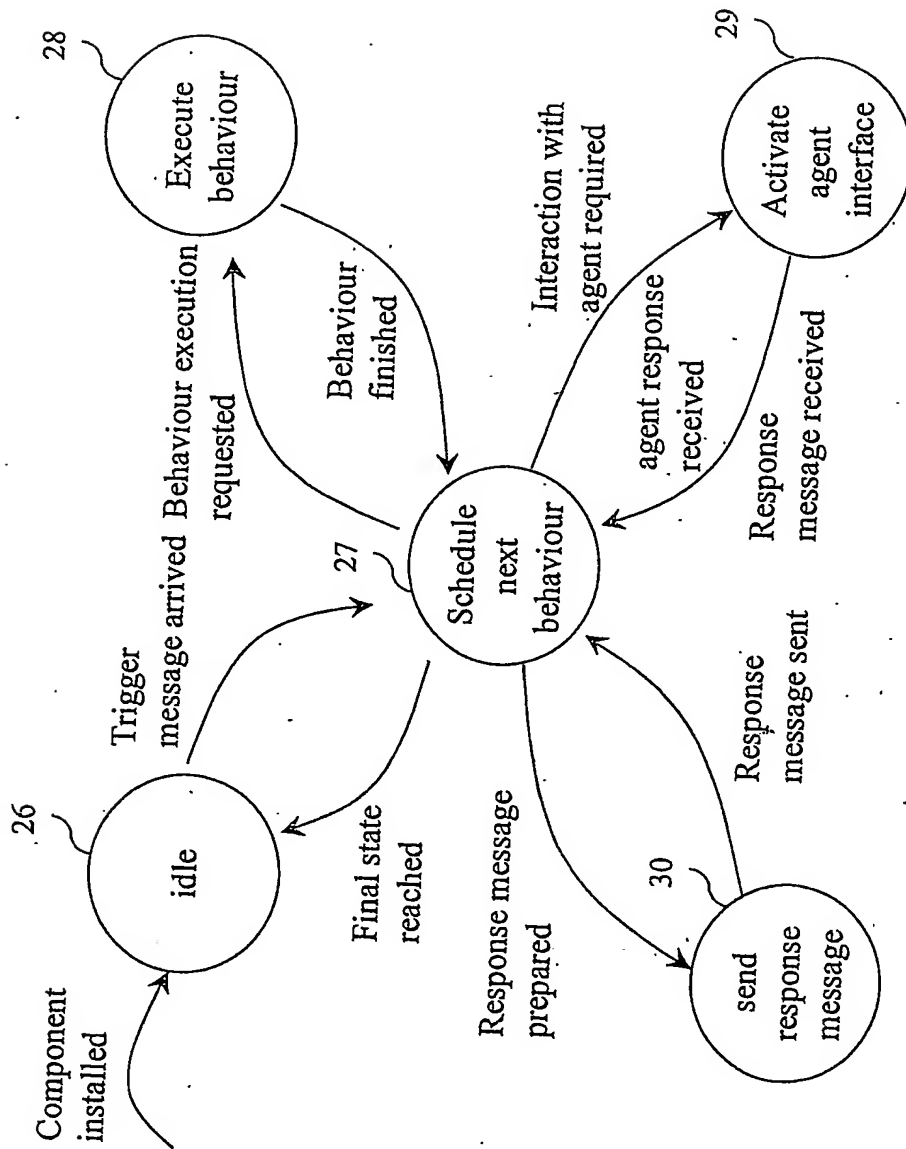 Component
installed
26
idle
Trigger
message arrived
Final state
reached
Behaviour execution
requested
28
Execute
behaviour
Behaviour
finished
27
Schedule
next
behaviour
Response message
prepared
30
send
response
message
Response
message sent
Interaction with
agent required
agent response
received
29
Activate
agent
interface
Response
message received